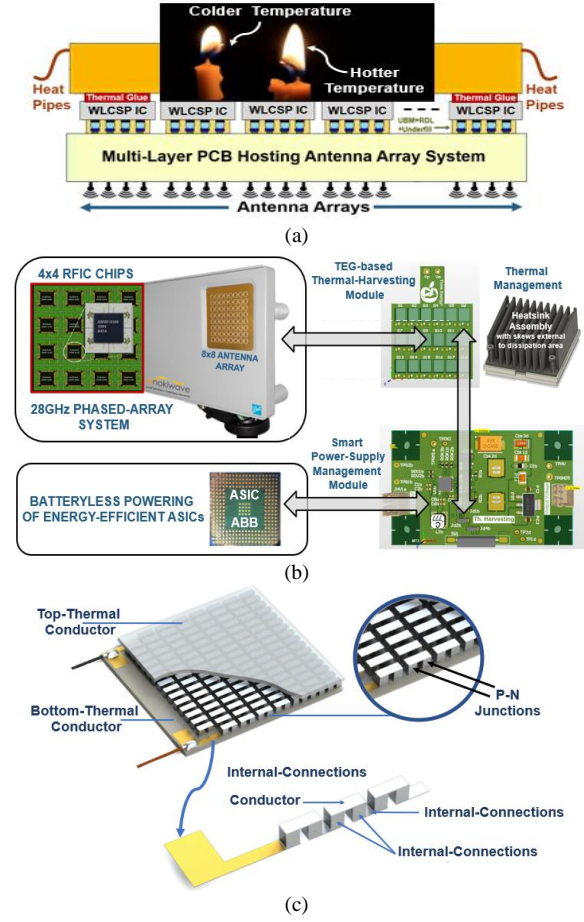 Colder Temperature
Hotter
Temperature
Heat
Pipes
Thermal Glue
WLCSP IC
WLCSP IC
WLCSP IC
WLCSP IC
UBM+RDL
+Underfill
Thermal Glue
WLCSP IC
Heat
Pipes
Multi-Layer PCB Hosting Antenna Array System
Antenna Arrays
(a)
4x4 RFIC CHIPS
8x8 ANTENNA
ARRAY
nokiwave
28GHz PHASED-ARRAY
SYSTEM
TEG-based
Thermal-Harvesting
Module
Thermal
Management
Heatsink
Assembly
with skews external
to dissipation area
Smart
Power-Supply
Management
Module
BATTERYLESS POWERING
OF ENERGY-EFFICIENT ASICs
ASIC
ABB
Th. Harvesting
(b)
Top-Thermal
Conductor
Bottom-Thermal
Conductor
P-N
Junctions
Internal-Connections
Conductor
Internal-Connections
Internal-Connections
(c)